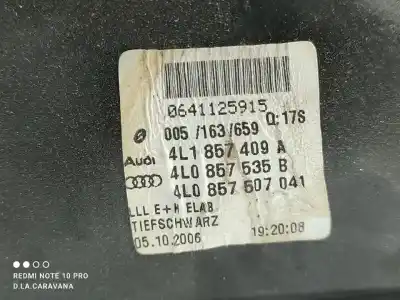 0641125915
005 /163/659 Q:17S
Audi 4L1 857 409 A
4L0 857 535 B
4L0 857 507 041
LLL E+H ELAB
TIEFSCHWARZ
05.10.2006 19:20:08
REDMI NOTE 10 PRO
D.LA.CARAVANA